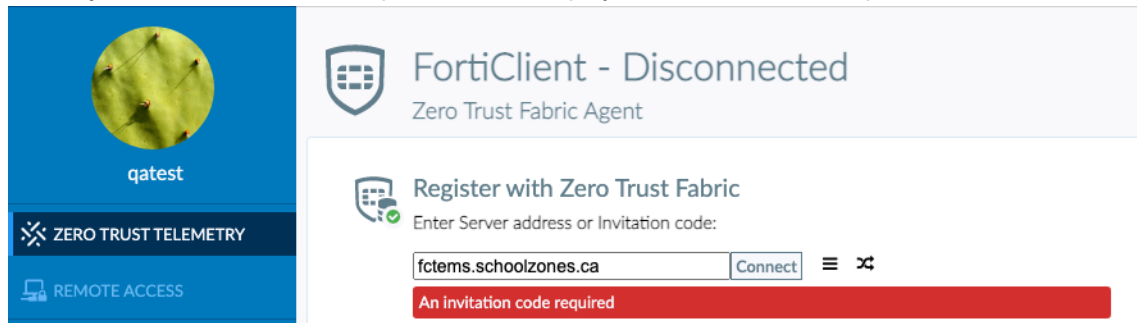 FortiClient - Disconnected
Zero Trust Fabric Agent
qatest
Register with Zero Trust Fabric
Enter Server address or Invitation code:
ZERO TRUST TELEMETRY
fctems.schoolzones.ca Connect
REMOTE ACCESS
An invitation code required